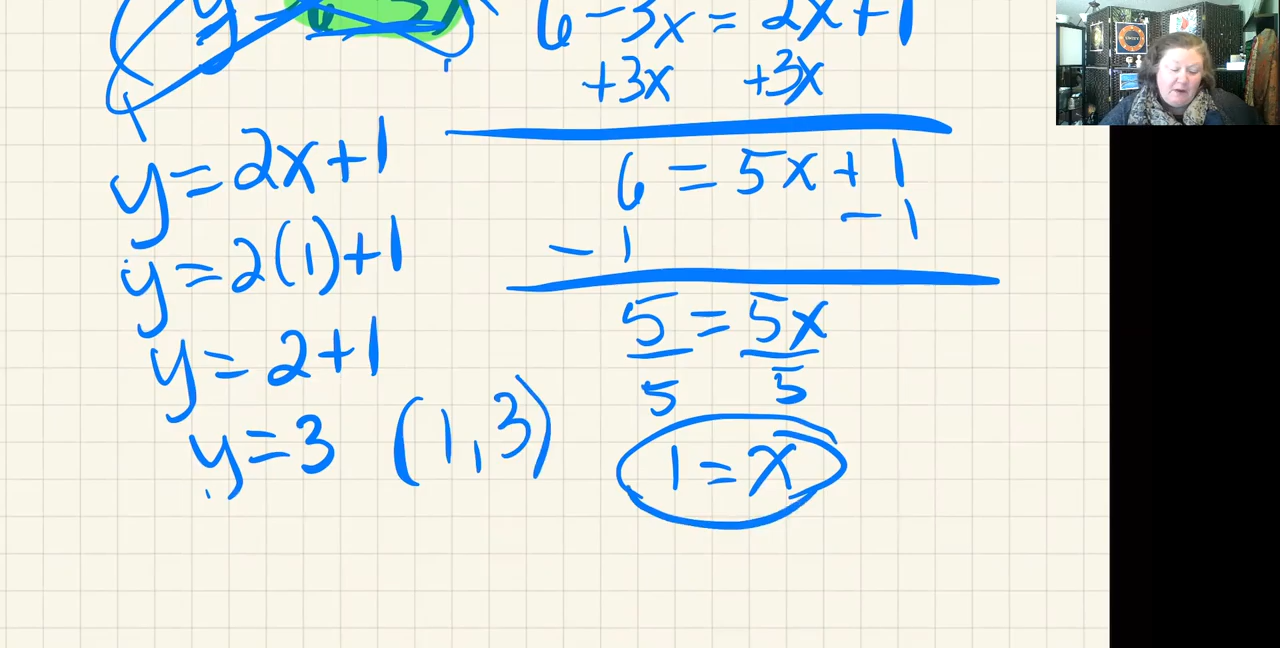 6-3x=2x+1
+3x +3x
6=5x+1
-1
-1
5=5x
5 5
1=x
y=2x+1
y=2(1)+1
y=2+1
y=3 (1,3)